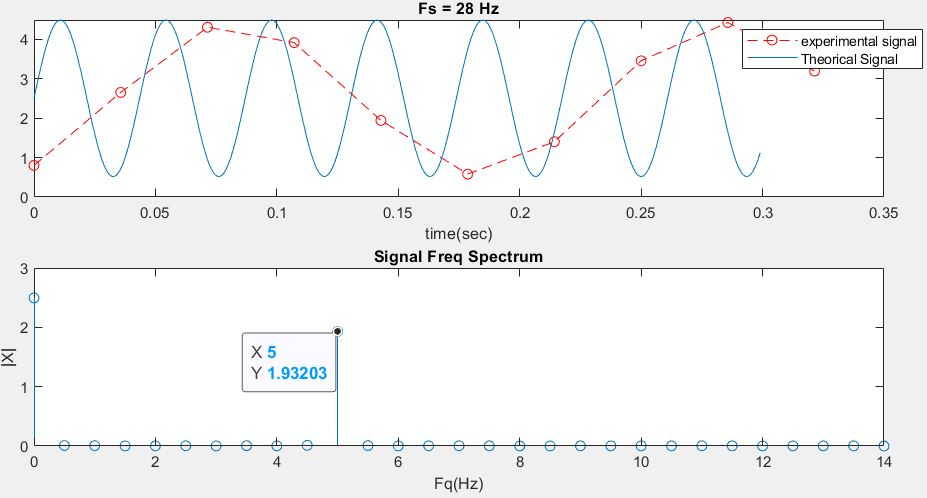 Fs = 28 Hz
4
3
2
1
0
experimental signal
Theorical Signal
0 0.05 0.1 0.15 0.2 0.25 0.3 0.35
time(sec)
Signal Freq Spectrum
3
2
1
0
|X|
X 5
Y 1.93203
0 2 4 6 8 10 12 14
Fq(Hz)